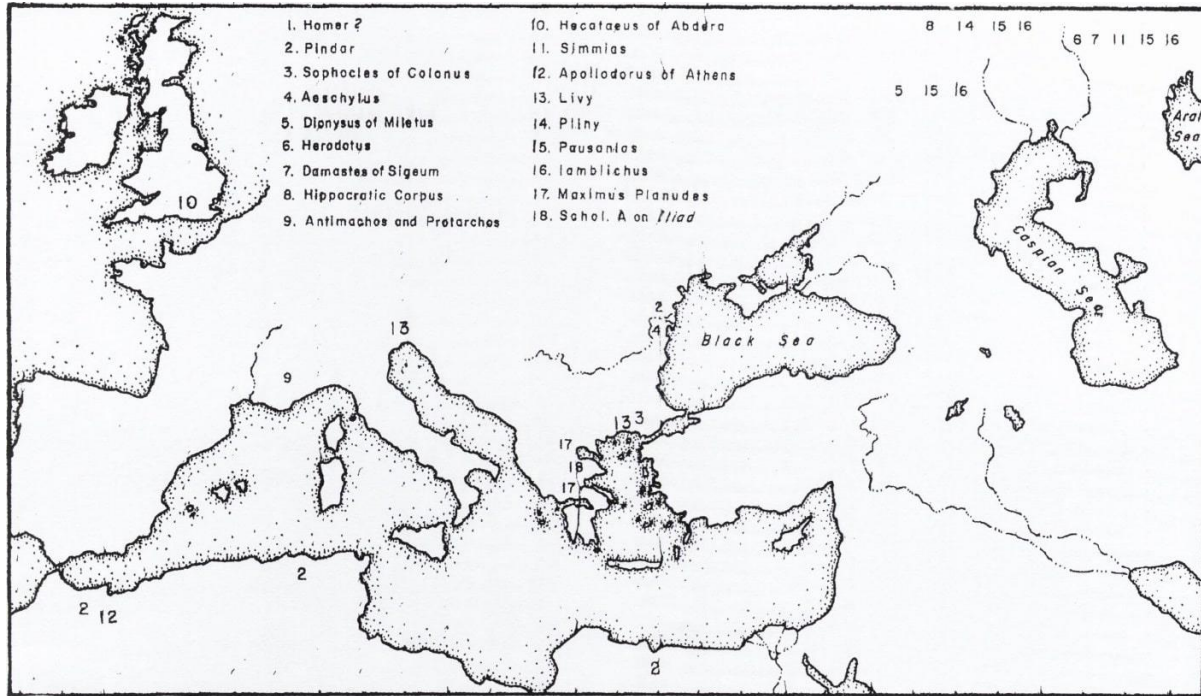 1. Homer ?
2. Pindar
3. Sophocles of Colonus
4. Aeschylus
5. Dionysus of Miletus
6. Herodotus
7. Damastes of Sigeum
8. Hippocratic Corpus
9. Antimachos and Protarchos
10. Hecataeus of Abdera
11. Simmias
12. Apollodorus of Athens
13. Livy
14. Pliny
15. Pausanias
16. Iamblichus
17. Maximus Planudes
18. Schol. A on Iliad
8 14 15 16
6 7 11 15 16
5 15 16
Aral
Sea
10
Caspian Sea
2
4
Black Sea
13
9
13 3
17
18
17
2
2 12
2